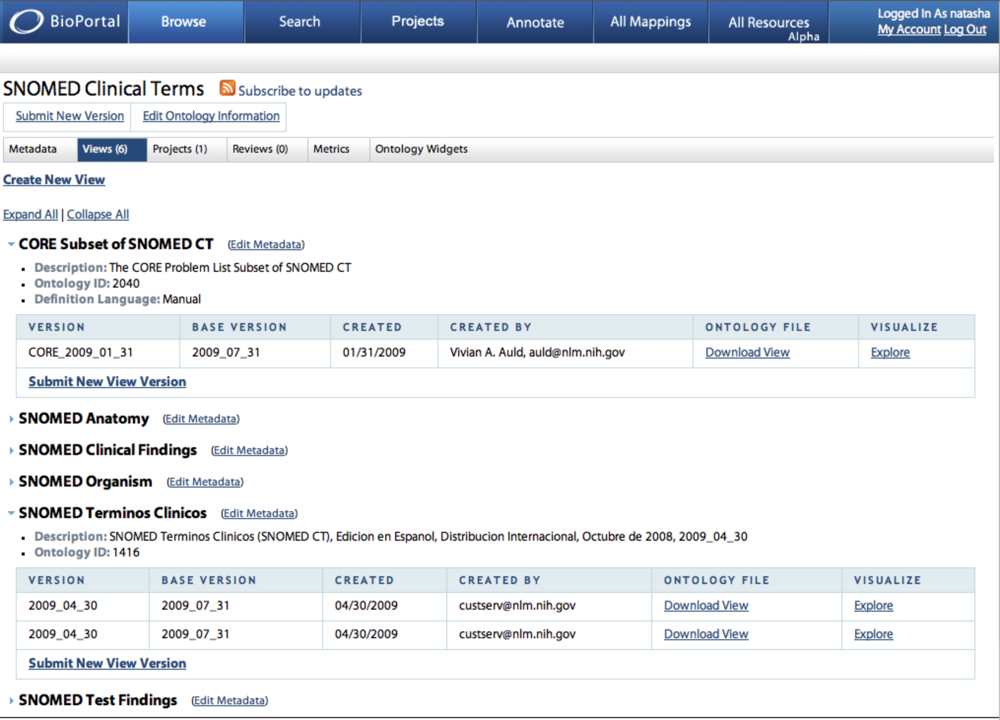 BioPortal Browse Search Projects Annotate All Mappings All Resources Alpha Logged In As natasha
My Account Log Out
SNOMED Clinical Terms Subscribe to updates
Submit New Version Edit Ontology Information
Metadata Views (6) Projects (1) Reviews (0) Metrics Ontology Widgets
Create New View
Expand All | Collapse All
CORE Subset of SNOMED CT (Edit Metadata)
Description: The CORE Problem List Subset of SNOMED CT
Ontology ID: 2040
Definition Language: Manual
VERSION BASE VERSION CREATED CREATED BY ONTOLOGY FILE VISUALIZE
CORE_2009_01_31 2009_07_31 01/31/2009 Vivian A. Auld, auld@nlm.nih.gov Download View Explore
Submit New View Version
SNOMED Anatomy (Edit Metadata)
SNOMED Clinical Findings (Edit Metadata)
SNOMED Organism (Edit Metadata)
SNOMED Terminos Clinicos (Edit Metadata)
Description: SNOMED Terminos Clinicos (SNOMED CT), Edicion en Espanol, Distribucion Internacional, Octubre de 2008, 2009_04_30
Ontology ID: 1416
VERSION BASE VERSION CREATED CREATED BY ONTOLOGY FILE VISUALIZE
2009_04_30 2009_07_31 04/30/2009 custserv@nlm.nih.gov Download View Explore
2009_04_30 2009_07_31 04/30/2009 custserv@nlm.nih.gov Download View Explore
Submit New View Version
SNOMED Test Findings (Edit Metadata)